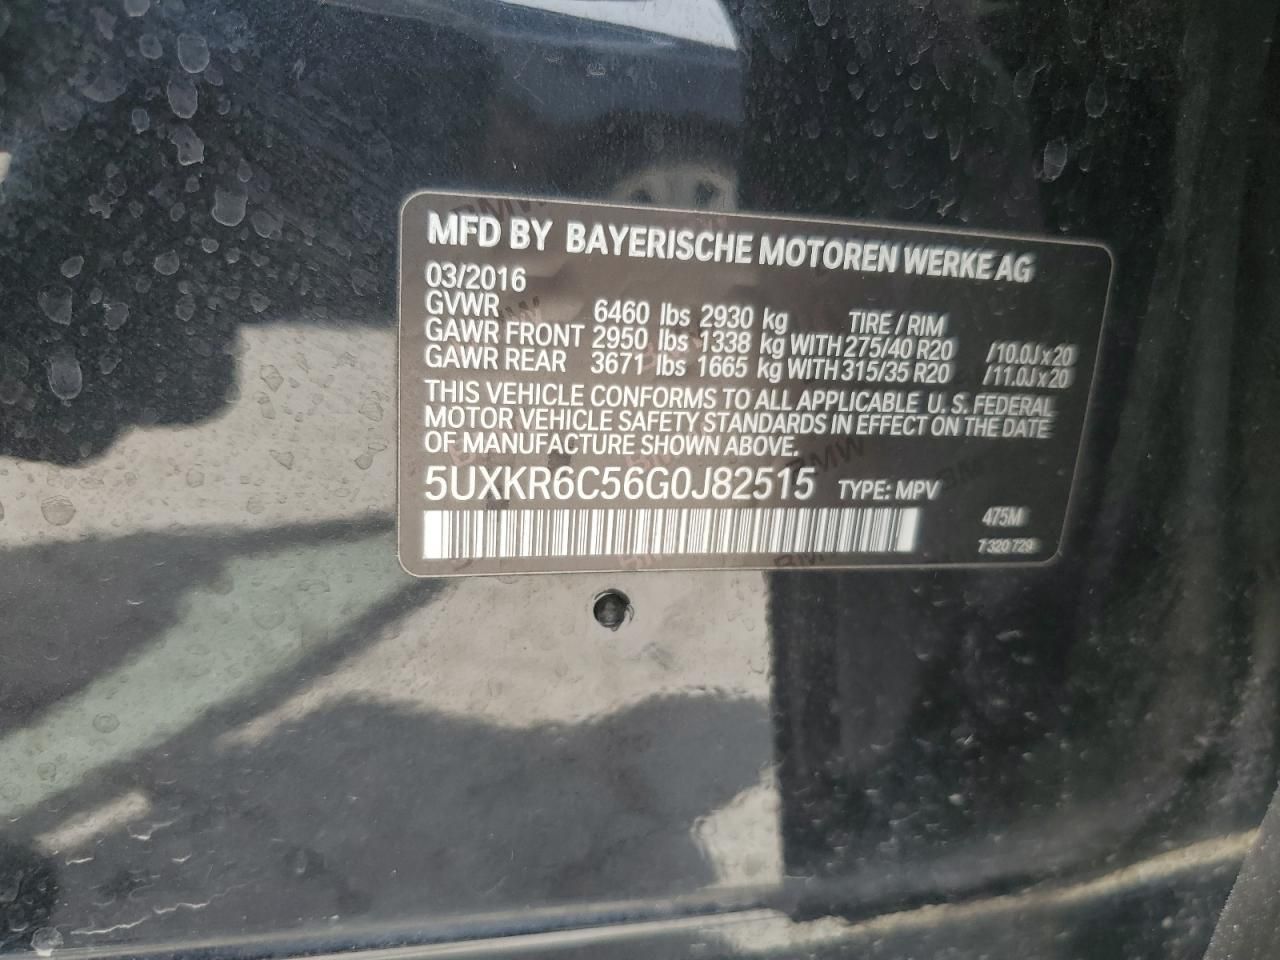 MFD BY BAYERISCHE MOTOREN WERKE AG
03/2016
GVWR 6460 lbs 2930 kg TIRE / RIM
GAWR FRONT 2950 lbs 1338 kg WITH 275/40 R20 /10.0J x 20
GAWR REAR 3671 lbs 1665 kg WITH 315/35 R20 /11.0J x 20
THIS VEHICLE CONFORMS TO ALL APPLICABLE U.S. FEDERAL
MOTOR VEHICLE SAFETY STANDARDS IN EFFECT ON THE DATE
OF MANUFACTURE SHOWN ABOVE.
5UXKR6C56G0J82515 TYPE: MPV
475M
7 320 729